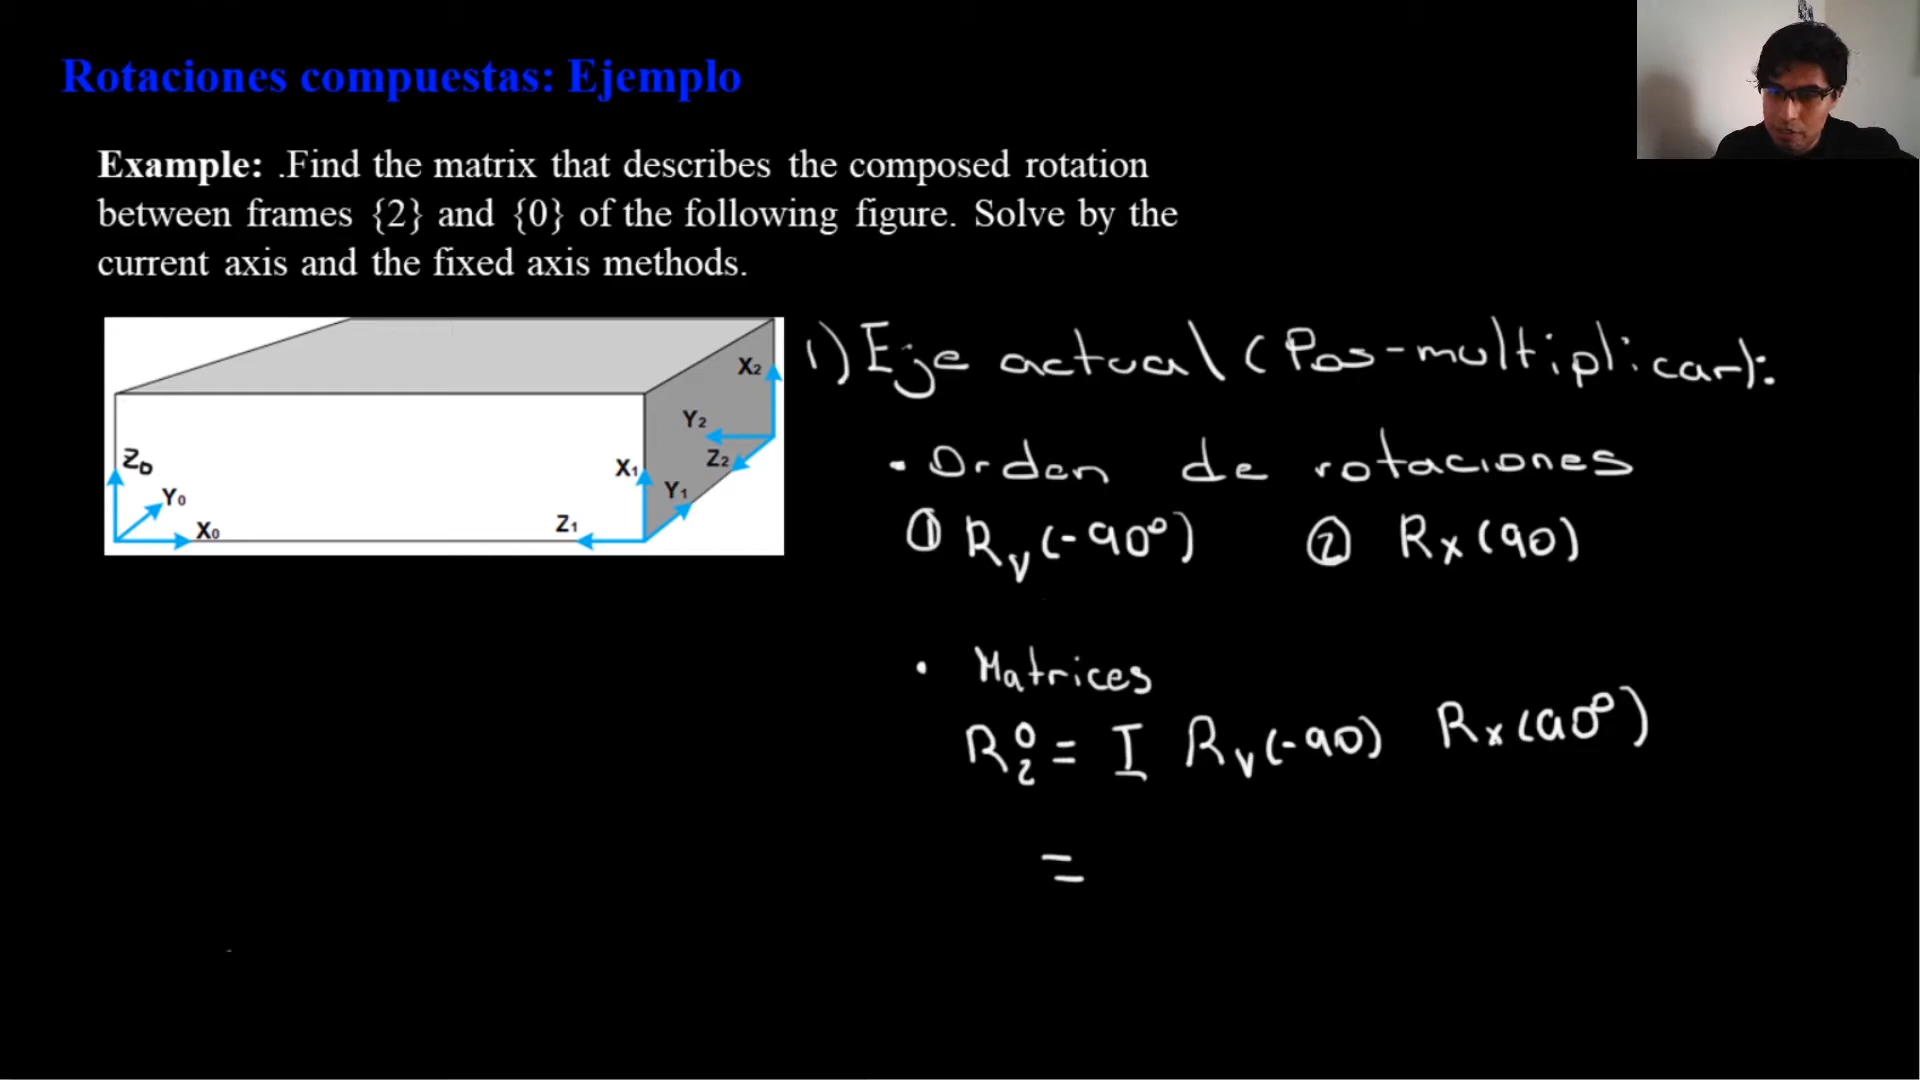 Rotaciones compuestas: Ejemplo
Example: .Find the matrix that describes the composed rotation
between frames {2} and {0} of the following figure. Solve by the
current axis and the fixed axis methods.
1) Eje actual (Pos-multiplicar):
X2
Y2
Z2
Z0
Y0
X0
X1
Y1
Z1
• Orden de rotaciones
① Ry(-90°) ② Rx(90)
• Matrices
R⁰₂ = I Ry(-90) Rx(90°)
=